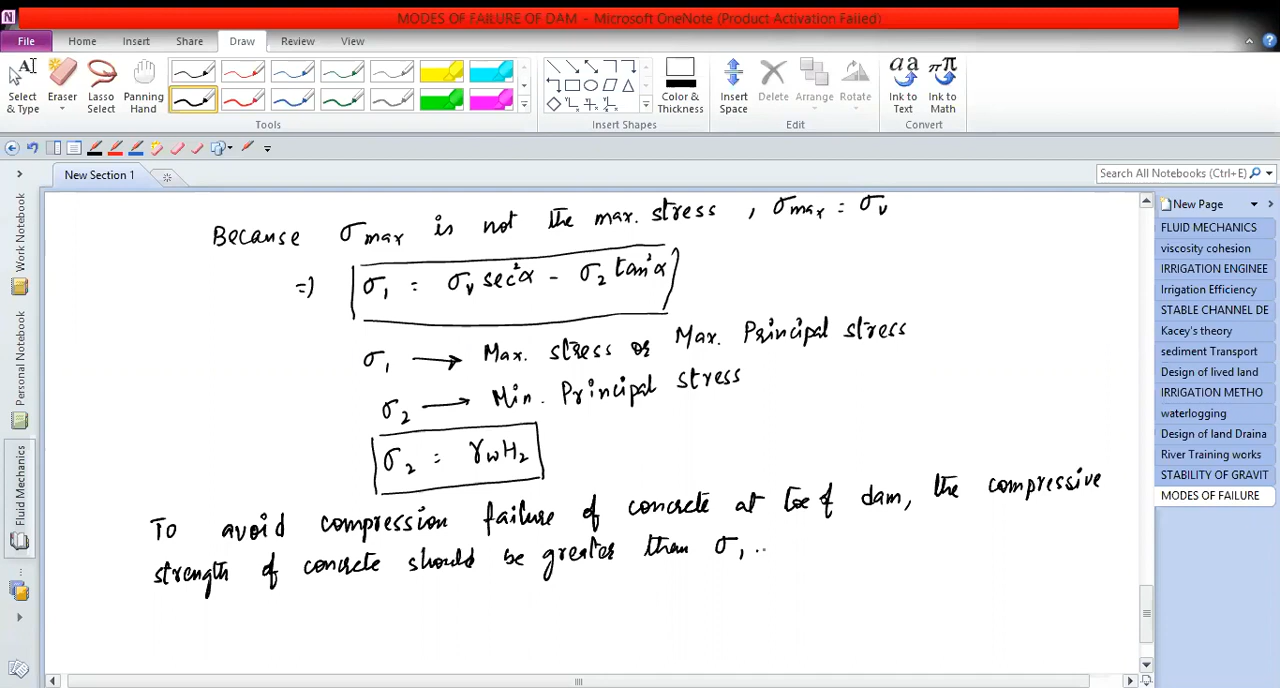 MODES OF FAILURE OF DAM - Microsoft OneNote (Product Activation Failed)
File Home Insert Share Draw Review View
Select & Type
Eraser
Lasso Select
Panning Hand
Color & Thickness
Insert Space
Delete
Arrange
Rotate
Ink to Text
Ink to Math
Tools
Insert Shapes
Edit
Convert
New Section 1
Search All Notebooks (Ctrl+E)
Work Notebook
Personal Notebook
Fluid Mechanics
Because σmax is not the max. stress , σmax = σv
=) σ1 = σv sec²α - σ2 tan²α
σ1 → Max. stress or Max. Principal stress
σ2 → Min. Principal stress
σ2 = γwH2
To avoid compression failure of concrete at toe of dam, the compressive
strength of concrete should be greater than σ1 ..
New Page
FLUID MECHANICS
viscosity cohesion
IRRIGATION ENGINEE
Irrigation Efficiency
STABLE CHANNEL DE
Kacey's theory
sediment Transport
Design of lived land
IRRIGATION METHO
waterlogging
Design of land Draina
River Training works
STABILITY OF GRAVIT
MODES OF FAILURE